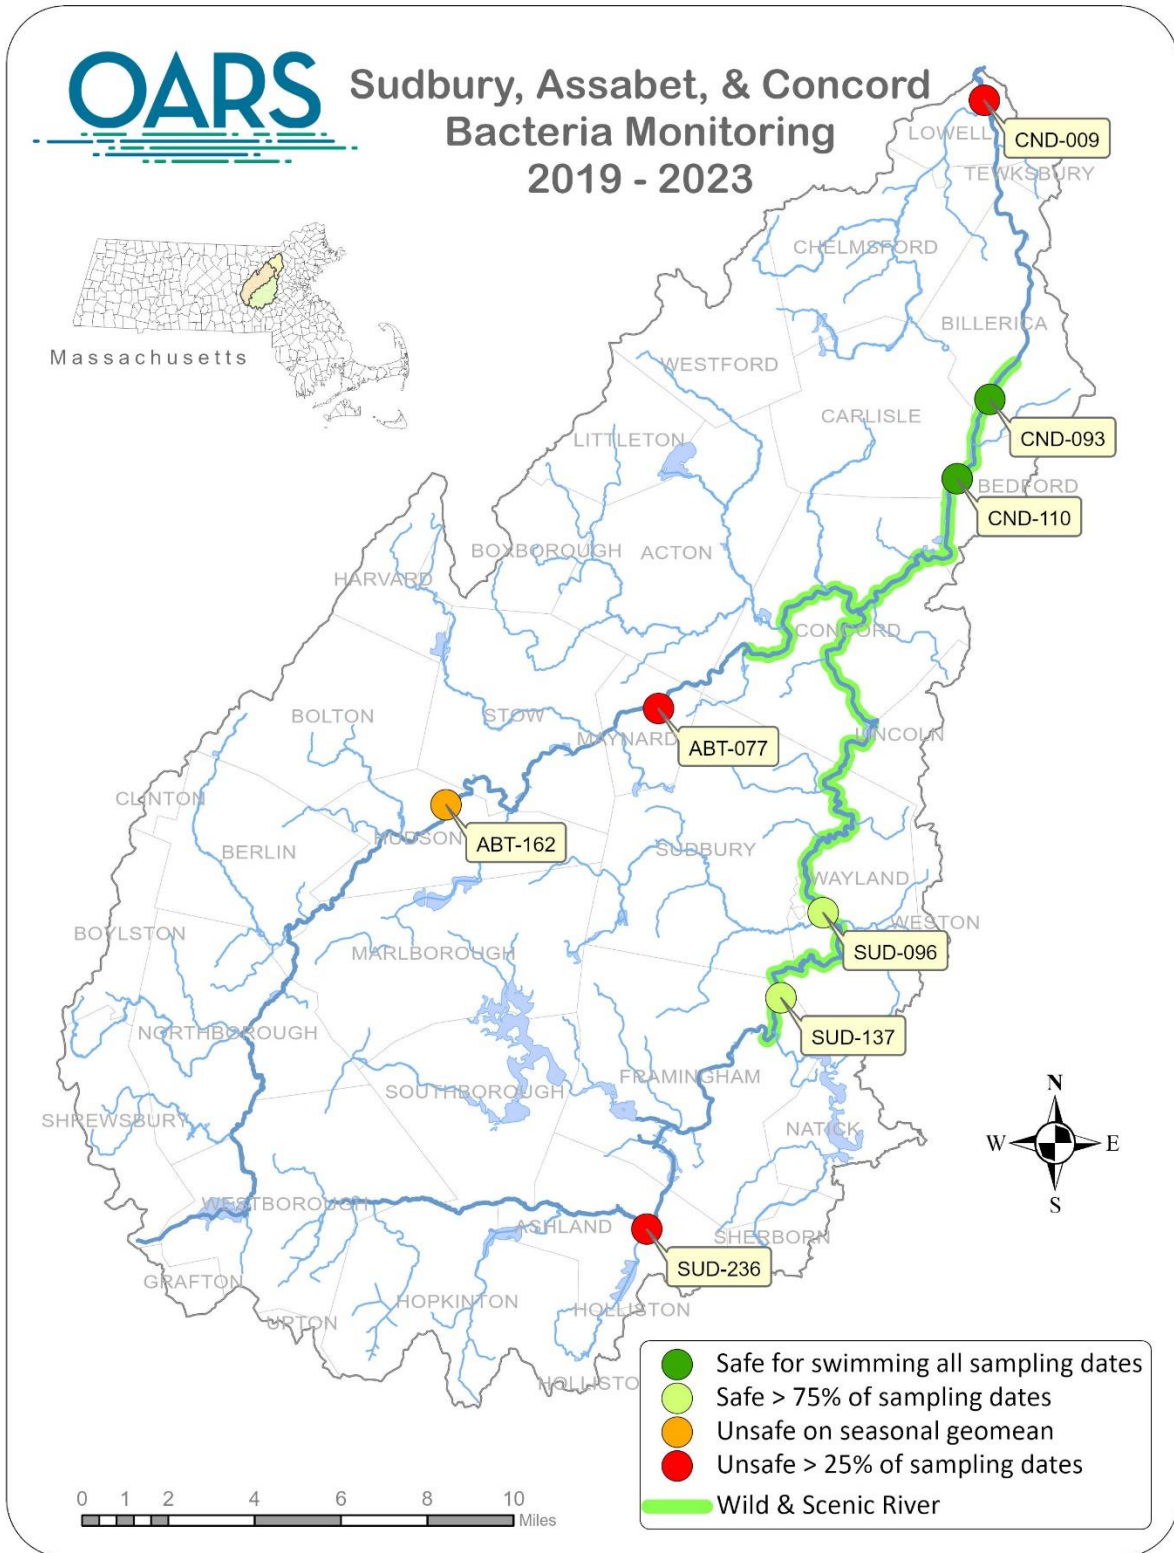 OARS
Sudbury, Assabet, & Concord
Bacteria Monitoring
2019 - 2023
Massachusetts
LOWELL
CND-009
TEWKSBURY
CHELMSFORD
BILLERICA
WESTFORD
CARLISLE
CND-093
LITTLETON
BEDFORD
CND-110
BOXBOROUGH
ACTON
HARVARD
CONCORD
BOLTON
STOW
MAYNARD
LINCOLN
ABT-077
CLINTON
HUDSON
ABT-162
BERLIN
SUDBURY
WAYLAND
WESTON
BOYLSTON
MARLBOROUGH
SUD-096
NORTHBOROUGH
SUD-137
FRAMINGHAM
SOUTHBOROUGH
SHREWSBURY
NATICK
N
W E
S
WESTBOROUGH
ASHLAND
SHERBORN
SUD-236
GRAFTON
HOPKINTON
HOLLISTON
UPTON
HOLLISTO
Safe for swimming all sampling dates
Safe > 75% of sampling dates
Unsafe on seasonal geomean
Unsafe > 25% of sampling dates
Wild & Scenic River
0 1 2 4 6 8 10
Miles